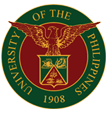 UNIVERSITY OF THE PHILIPPINES
1908